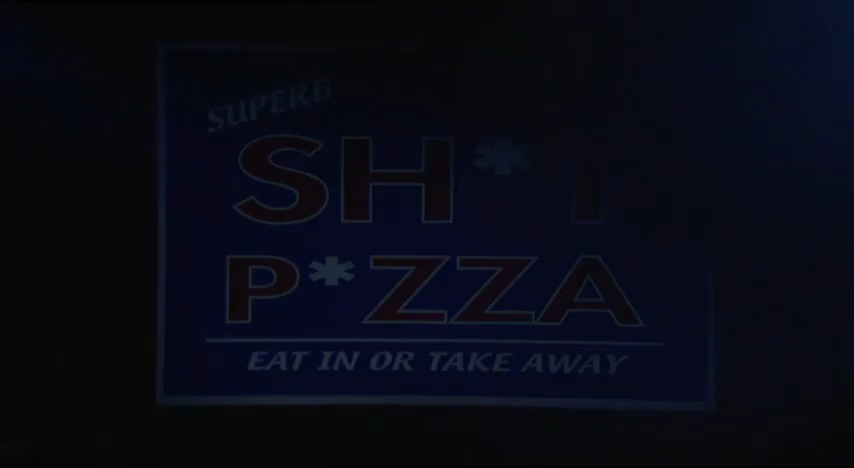 SUPERB
SH*T
P*ZZA
EAT IN OR TAKE AWAY